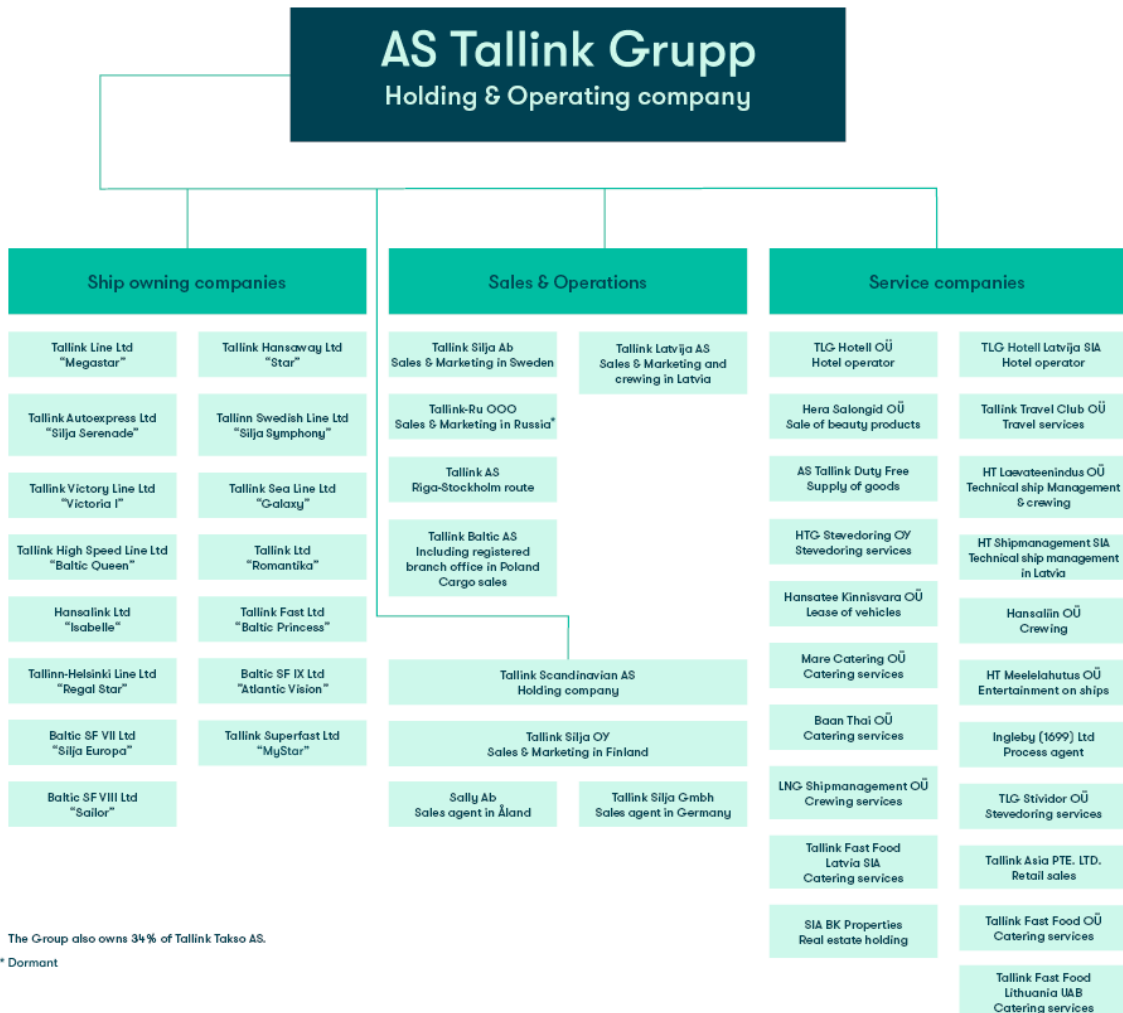 AS Tallink Grupp
Holding & Operating company
Ship owning companies
Tallink Line Ltd
“Megastar”
Tallink Hansaway Ltd
“Star”
Tallink Autoexpress Ltd
“Silja Serenade”
Tallinn Swedish Line Ltd
“Silja Symphony”
Tallink Victory Line Ltd
“Victoria I”
Tallink Sea Line Ltd
“Galaxy”
Tallink High Speed Line Ltd
“Baltic Queen”
Tallink Ltd
“Romantika”
Hansalink Ltd
“Isabelle“
Tallink Fast Ltd
“Baltic Princess”
Tallinn-Helsinki Line Ltd
“Regal Star”
Baltic SF IX Ltd
“Atlantic Vision”
Baltic SF VII Ltd
“Silja Europa”
Tallink Superfast Ltd
“MyStar”
Baltic SF VIII Ltd
“Sailor”
Sales & Operations
Tallink Silja Ab
Sales & Marketing in Sweden
Tallink Latvija AS
Sales & Marketing and
crewing in Latvia
Tallink-Ru OOO
Sales & Marketing in Russia*
Tallink AS
Riga-Stockholm route
Tallink Baltic AS
Including registered
branch office in Poland
Cargo sales
Tallink Scandinavian AS
Holding company
Tallink Silja OY
Sales & Marketing in Finland
Sally Ab
Sales agent in Åland
Tallink Silja Gmbh
Sales agent in Germany
Service companies
TLG Hotell OÜ
Hotel operator
TLG Hotell Latvija SIA
Hotel operator
Hera Salongid OÜ
Sale of beauty products
Tallink Travel Club OÜ
Travel services
AS Tallink Duty Free
Supply of goods
HT Laevateenindus OÜ
Technical ship Management
& crewing
HTG Stevedoring OY
Stevedoring services
HT Shipmanagement SIA
Technical ship management
in Latvia
Hansatee Kinnisvara OÜ
Lease of vehicles
Hansaliin OÜ
Crewing
Mare Catering OÜ
Catering services
HT Meelelahutus OÜ
Entertainment on ships
Baan Thai OÜ
Catering services
Ingleby (1699) Ltd
Process agent
LNG Shipmanagement OÜ
Crewing services
TLG Stividor OÜ
Stevedoring services
Tallink Fast Food
Latvia SIA
Catering services
Tallink Asia PTE. LTD.
Retail sales
SIA BK Properties
Real estate holding
Tallink Fast Food OÜ
Catering services
Tallink Fast Food
Lithuania UAB
Catering services
The Group also owns 34% of Tallink Takso AS.
* Dormant